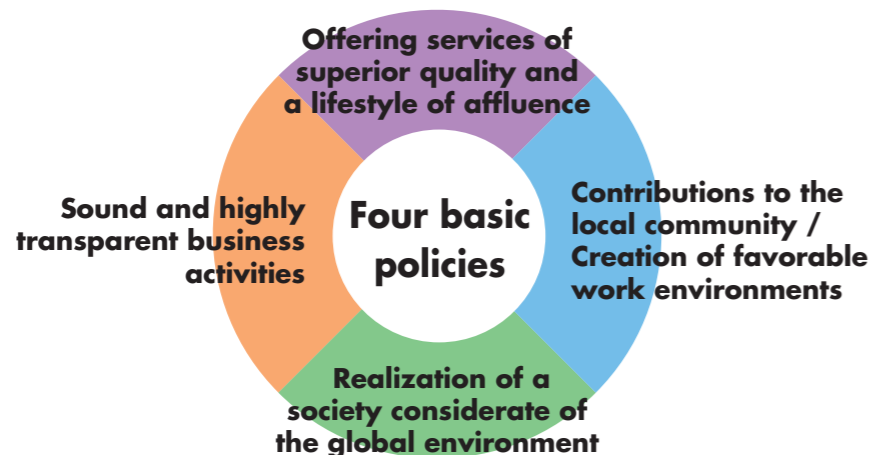 Offering services of
superior quality and
a lifestyle of affluence
Sound and highly
transparent business
activities
Four basic
policies
Contributions to the
local community /
Creation of favorable
work environments
Realization of a
society considerate of
the global environment